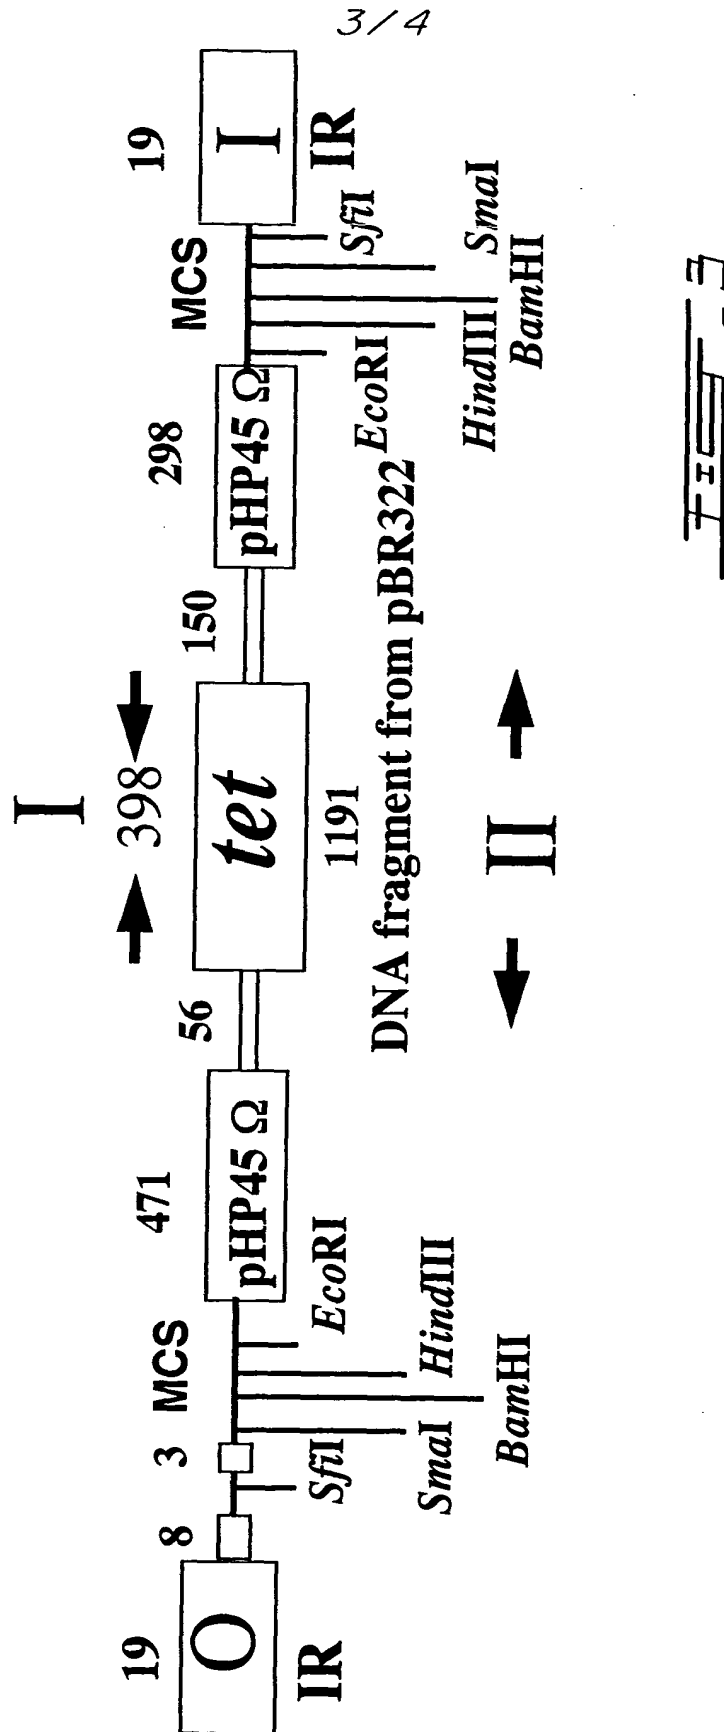 3/4
I
398
19
8
3
MCS
471
56
150
298
MCS
19
O
pHP45 Ω
tet
pHP45 Ω
I
IR
SfiI
EcoRI
1191
EcoRI
SfiI
IR
DNA fragment from pBR322
SmaI
HindIII
HindIII
SmaI
BamHI
II
BamHI
FIG_3